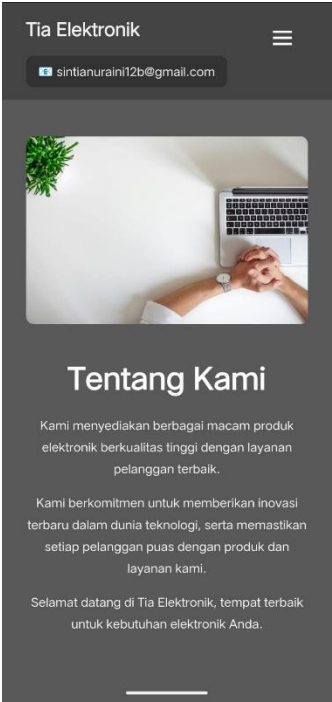 Tia Elektronik
sintianuraini12b@gmail.com
Tentang Kami
Kami menyediakan berbagai macam produk
elektronik berkualitas tinggi dengan layanan
pelanggan terbaik.
Kami berkomitmen untuk memberikan inovasi
terbaru dalam dunia teknologi, serta memastikan
setiap pelanggan puas dengan produk dan
layanan kami.
Selamat datang di Tia Elektronik, tempat terbaik
untuk kebutuhan elektronik Anda.